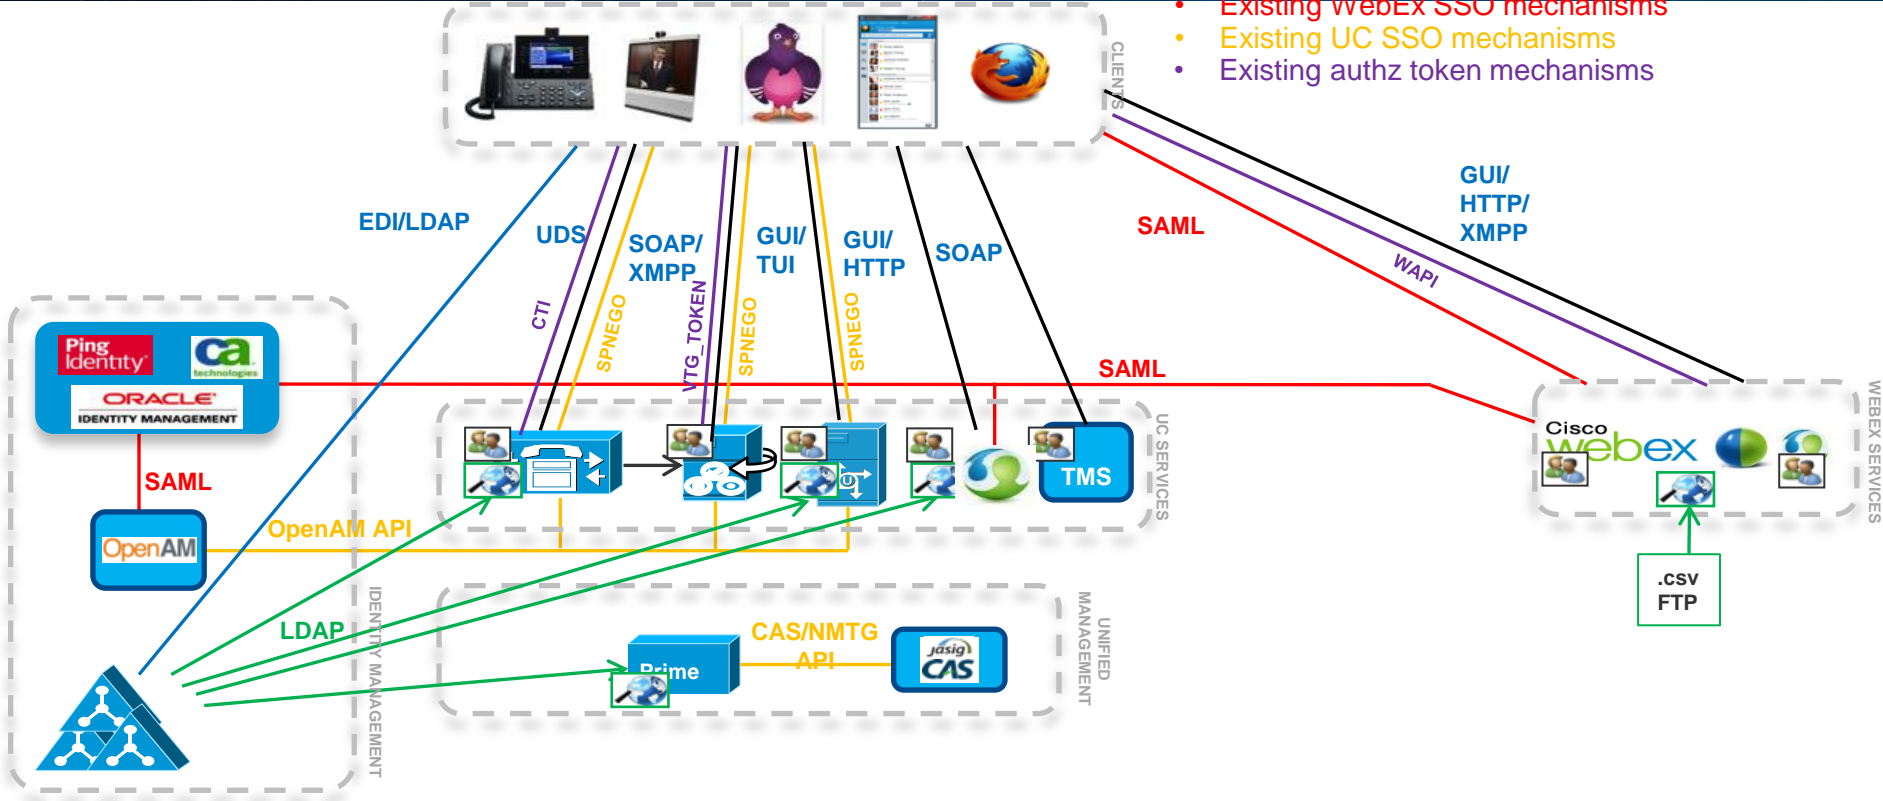 Existing WebEx SSO mechanisms
Existing UC SSO mechanisms
Existing authz token mechanisms
CLIENTS
EDI/LDAP
UDS
SOAP/
XMPP
GUI/
TUI
GUI/
HTTP
SOAP
SAML
GUI/
HTTP/
XMPP
WAPI
CTI
SPNEGO
VTG_TOKEN
SPNEGO
SPNEGO
SAML
Ping
Identity
ca
technologies
ORACLE
IDENTITY MANAGEMENT
SAML
OpenAM
OpenAM API
LDAP
IDENTITY MANAGEMENT
TMS
UC SERVICES
Cisco
webex
WEBEX SERVICES
.csv
FTP
Prime
CAS/NMTG
API
jasig
CAS
UNIFIED
MANAGEMENT